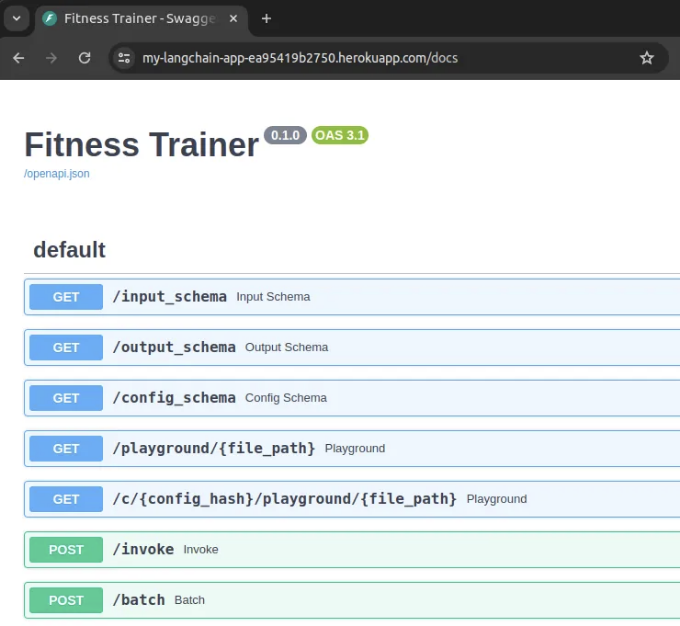 Fitness Trainer - Swagge
my-langchain-app-ea95419b2750.herokuapp.com/docs
Fitness Trainer 0.1.0 OAS 3.1
/openapi.json
default
GET /input_schema Input Schema
GET /output_schema Output Schema
GET /config_schema Config Schema
GET /playground/{file_path} Playground
GET /c/{config_hash}/playground/{file_path} Playground
POST /invoke Invoke
POST /batch Batch